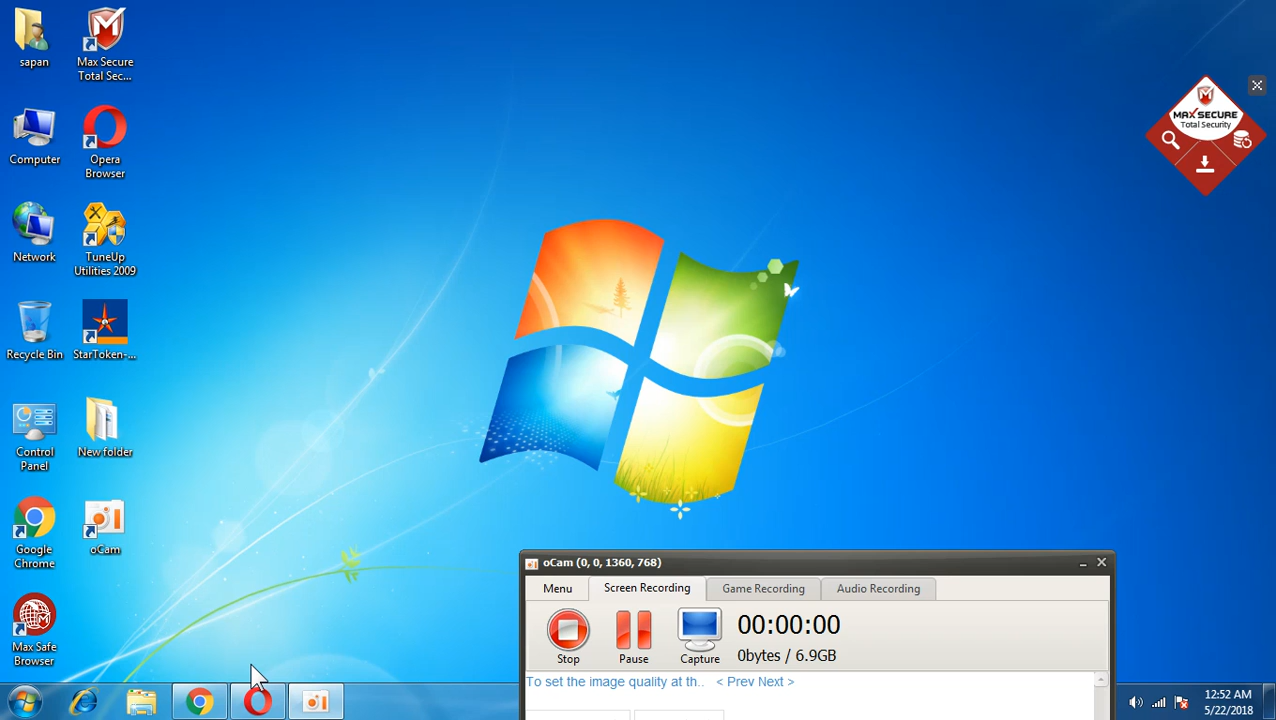 sapan
Max Secure
Total Sec...
Computer
Opera
Browser
Network
TuneUp
Utilities 2009
Recycle Bin
StarToken-...
Control
Panel
New folder
Google
Chrome
oCam
Max Safe
Browser
MAX SECURE
Total Security
oCam (0, 0, 1360, 768)
Menu
Screen Recording
Game Recording
Audio Recording
Stop
Pause
Capture
00:00:00
0bytes / 6.9GB
To set the image quality at th.. < Prev Next >
12:52 AM
5/22/2018